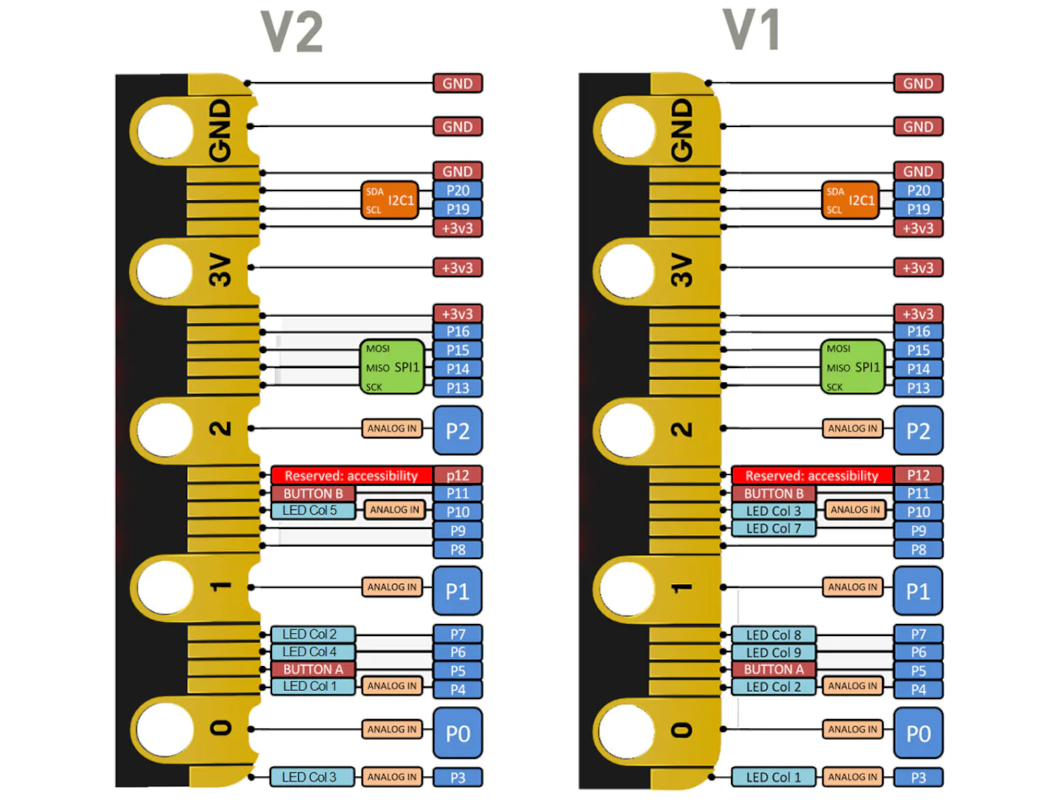 V2
GND
GND
GND
GND
SDA I2C1 P20
SCL P19
+3v3
3V
+3v3
+3v3
P16
MOSI P15
MISO SPI1 P14
SCK P13
2 ANALOG IN P2
Reserved: accessibility p12
BUTTON B P11
LED Col 5 ANALOG IN P10
P9
P8
1 ANALOG IN P1
LED Col 2 P7
LED Col 4 P6
BUTTON A P5
LED Col 1 ANALOG IN P4
0 ANALOG IN P0
LED Col 3 ANALOG IN P3
V1
GND
GND
GND
GND
SDA I2C1 P20
SCL P19
+3v3
3V
+3v3
+3v3
P16
MOSI P15
MISO SPI1 P14
SCK P13
2 ANALOG IN P2
Reserved: accessibility P12
BUTTON B P11
LED Col 3 ANALOG IN P10
LED Col 7 P9
P8
1 ANALOG IN P1
LED Col 8 P7
LED Col 9 P6
BUTTON A P5
LED Col 2 ANALOG IN P4
0 ANALOG IN P0
LED Col 1 ANALOG IN P3